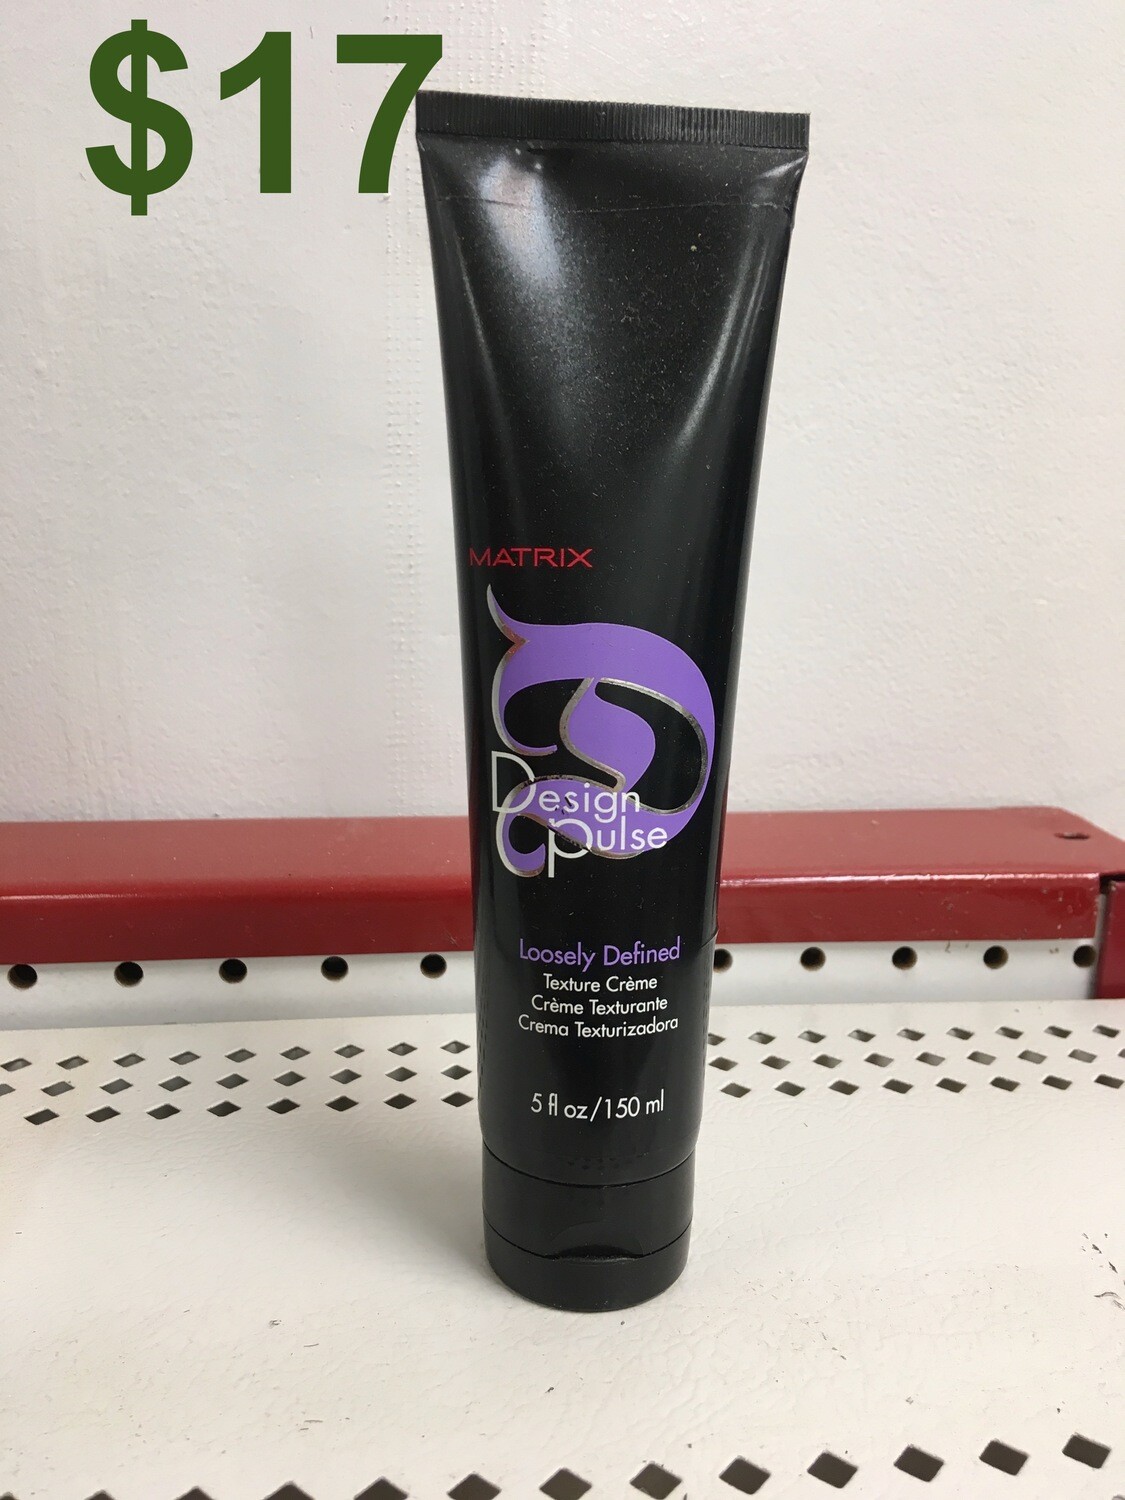 $17
MATRIX
Design
Pulse
Loosely Defined
Texture Crème
Crème Texturante
Crema Texturizadora
5 fl oz/150 ml